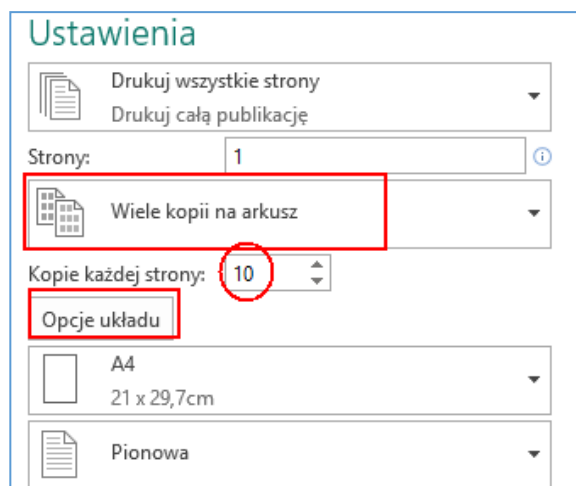 Ustawienia
Drukuj wszystkie strony
Drukuj całą publikację
Strony: 1
Wiele kopii na arkusz
Kopie każdej strony: 10
Opcje układu
A4
21 x 29,7cm
Pionowa